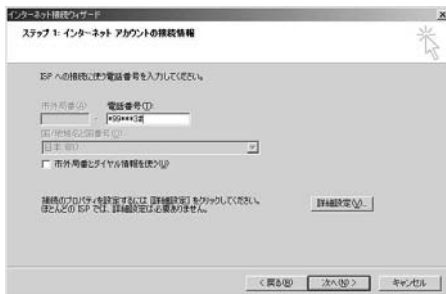 インターネット接続ウィザード
ステップ 1: インターネット アカウントの接続情報
ISP への接続に使う電話番号を入力してください。
市外局番(A) 電話番号(T):
- *99***3#
国/地域名と国番号(U)
日本 (81)
市外局番とダイヤル情報を使う(U)
接続のプロパティを設定するには [詳細設定] をクリックしてください。
ほとんどの ISP では、詳細設定は必要ありません。
詳細設定(V)...
< 戻る(B) 次へ(N) > キャンセル